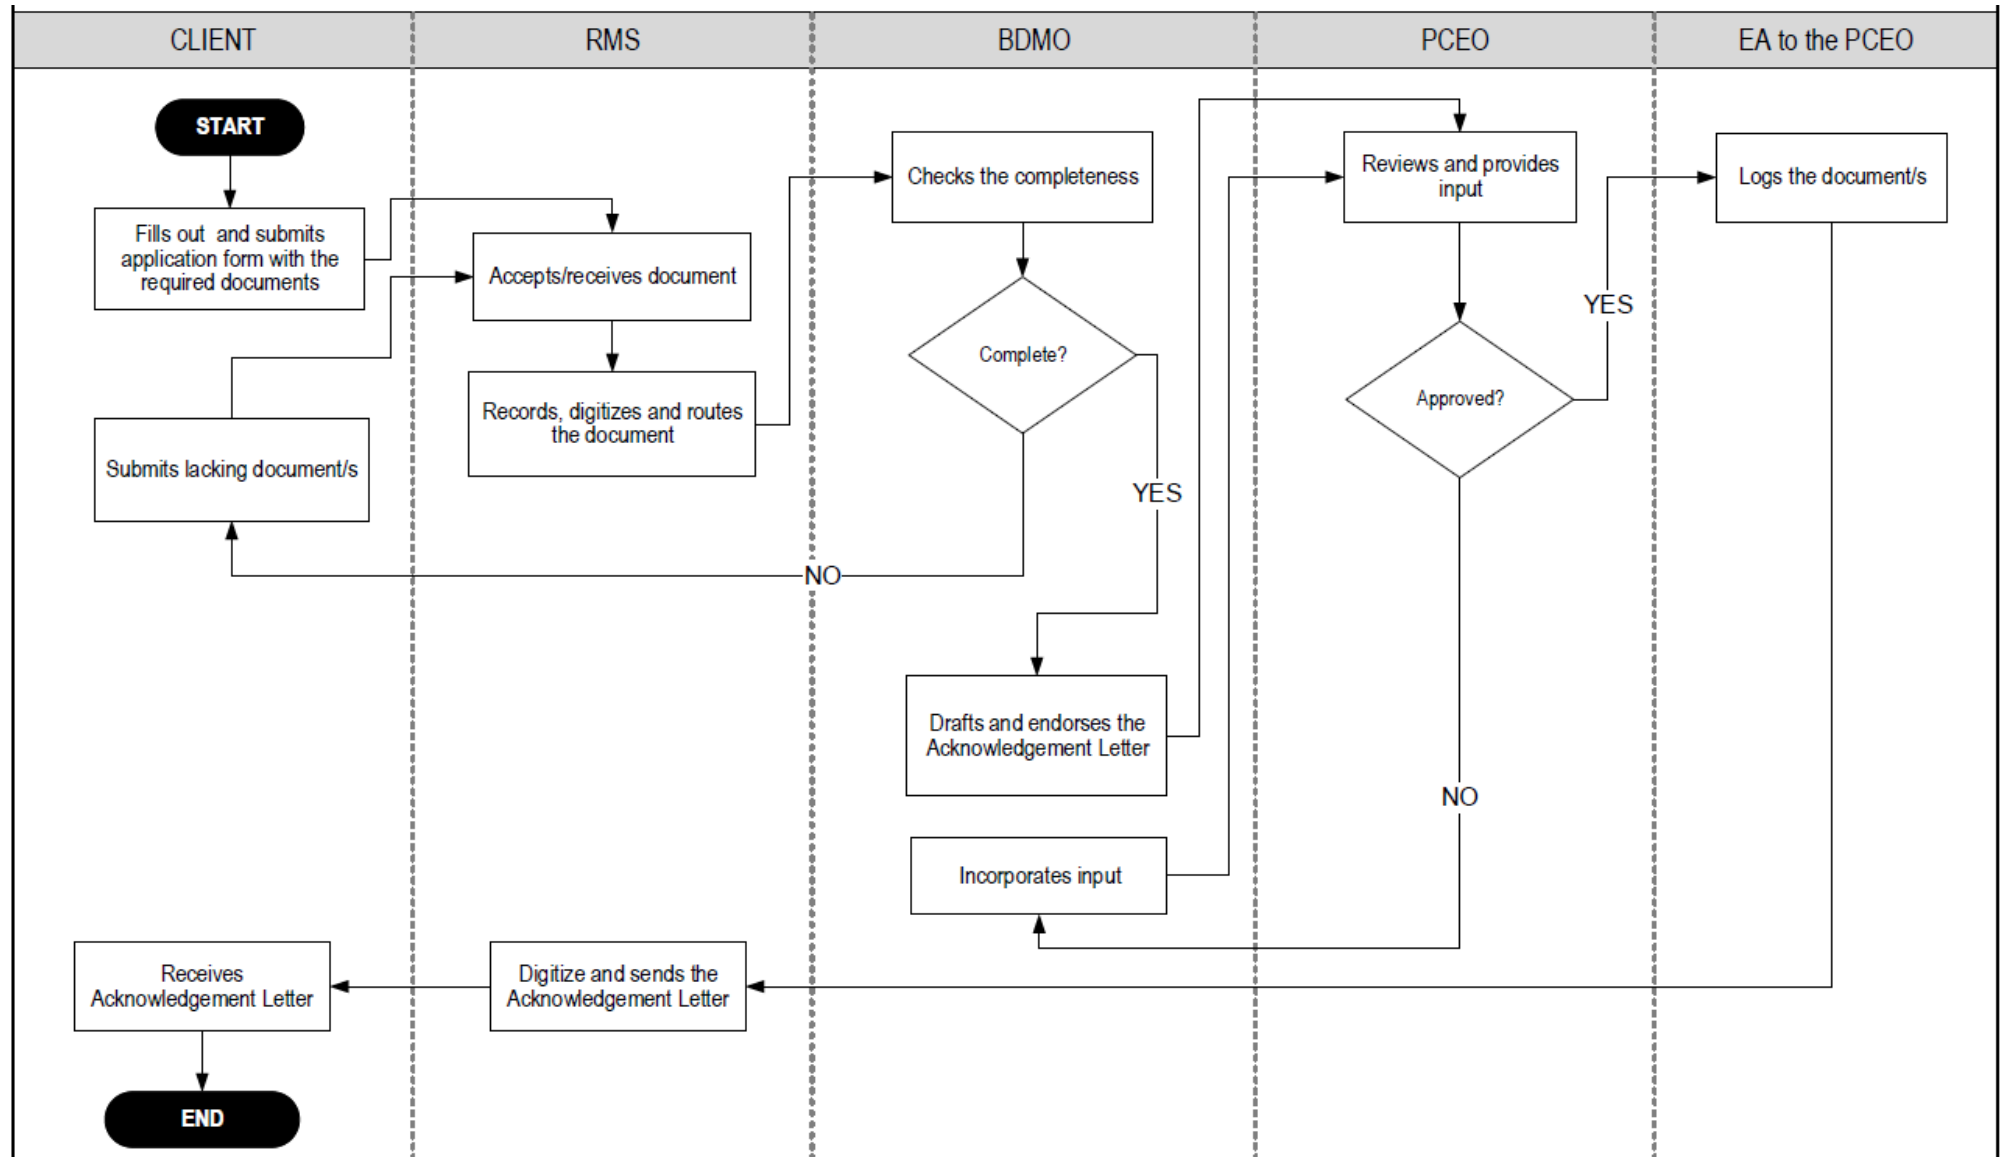 CLIENT
RMS
BDMO
PCEO
EA to the PCEO
START
Fills out and submits
application form with the
required documents
Accepts/receives document
Records, digitizes and routes
the document
Submits lacking document/s
Checks the completeness
Complete?
YES
NO
Drafts and endorses the
Acknowledgement Letter
Incorporates input
Reviews and provides
input
Approved?
YES
NO
Logs the document/s
Digitize and sends the
Acknowledgement Letter
Receives
Acknowledgement Letter
END